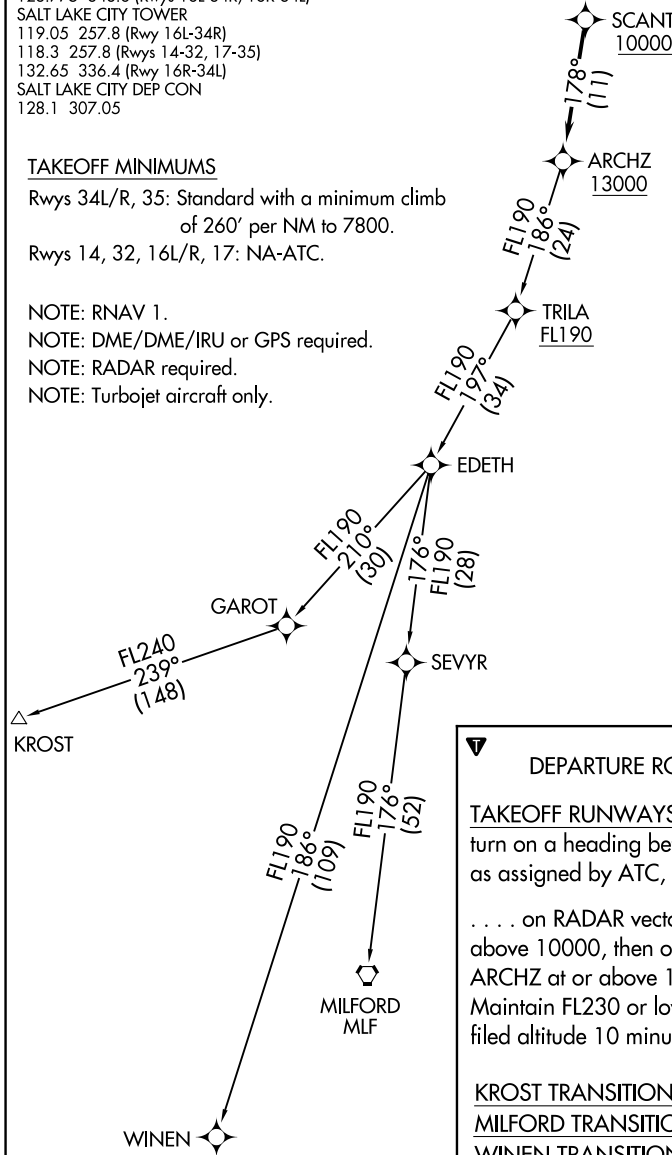 SALT LAKE CITY TOWER
119.05 257.8 (Rwy 16L-34R)
118.3 257.8 (Rwys 14-32, 17-35)
132.65 336.4 (Rwy 16R-34L)
SALT LAKE CITY DEP CON
128.1 307.05
TAKEOFF MINIMUMS
Rwys 34L/R, 35: Standard with a minimum climb
of 260' per NM to 7800.
Rwys 14, 32, 16L/R, 17: NA-ATC.
NOTE: RNAV 1.
NOTE: DME/DME/IRU or GPS required.
NOTE: RADAR required.
NOTE: Turbojet aircraft only.
SCANT
10000
178°
(11)
ARCHZ
13000
FL190
186°
(24)
TRILA
FL190
FL190
197°
(34)
EDETH
FL190
210°
(30)
176°
FL190
(28)
GAROT
SEVYR
FL240
239°
(148)
KROST
FL190
186°
(109)
FL190
176°
(52)
MILFORD
MLF
WINEN
T
DEPARTURE RO
TAKEOFF RUNWAYS
turn on a heading be
as assigned by ATC,
. . . . on RADAR vecto
above 10000, then o
ARCHZ at or above 1
Maintain FL230 or lo
filed altitude 10 minu
KROST TRANSITION
MILFORD TRANSITIO
WINEN TRANSITION